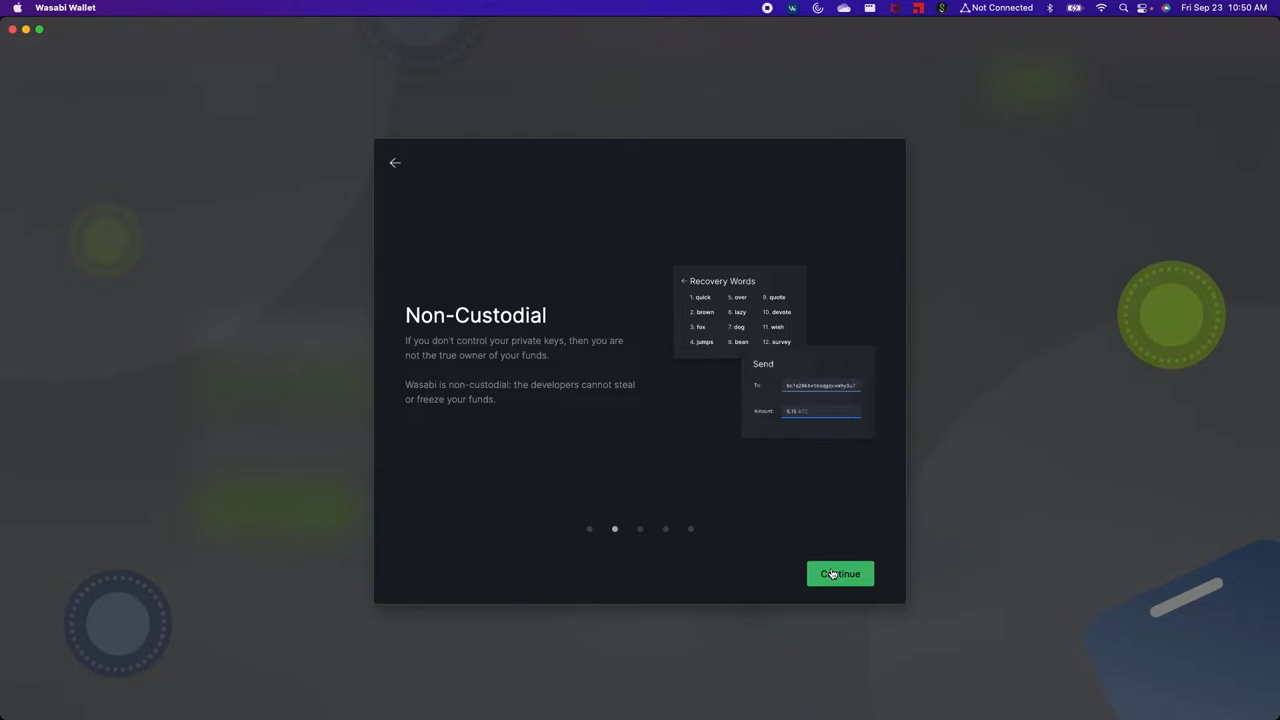 Wasabi Wallet
Not Connected
Fri Sep 23 10:50 AM
Recovery Words
1. quick 5. over 9. quote
2. brown 6. lazy 10. devote
3. fox 7. dog 11. wish
4. jumps 8. bean 12. survey
Non-Custodial
If you don't control your private keys, then you are
not the true owner of your funds.
Wasabi is non-custodial: the developers cannot steal
or freeze your funds.
Send
To:
Amount: 6.15 BTC
Continue